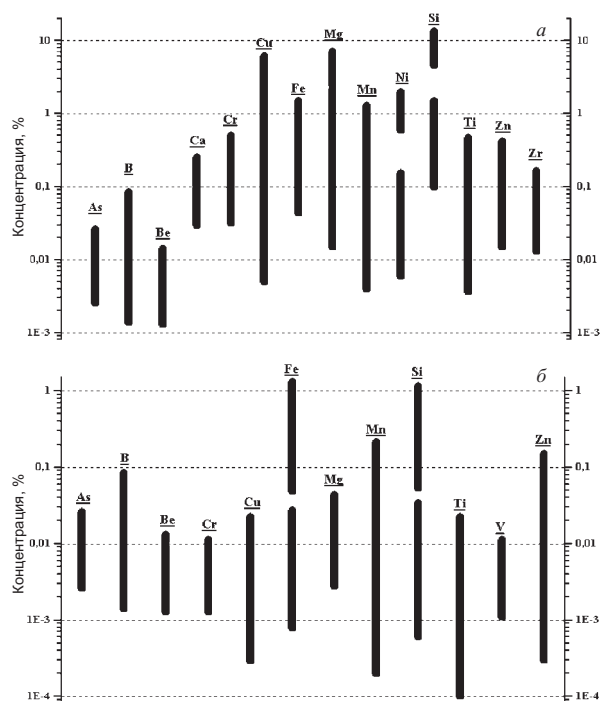 а
Концентрация, %
10
1
0,1
0,01
1E-3
As
B
Be
Ca
Cr
Cu
Fe
Mg
Mn
Ni
Si
Ti
Zn
Zr
10
1
0,1
0,01
1E-3
б
Концентрация, %
1
0,1
0,01
1E-3
1E-4
As
B
Be
Cr
Cu
Fe
Mg
Mn
Si
Ti
V
Zn
1
0,1
0,01
1E-3
1E-4